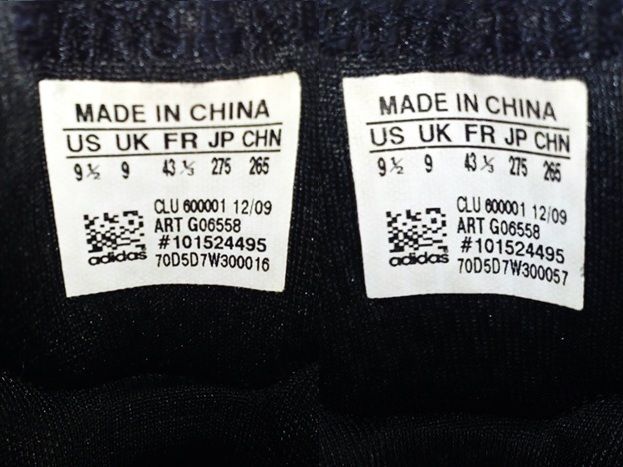 MADE IN CHINA
US UK FR JP CHN
9½ 9 43⅓ 275 265
CLU 600001 12/09
ART G06558
#101524495
adidas
70D5D7W300016
MADE IN CHINA
US UK FR JP CHN
9½ 9 43⅓ 275 265
CLU 600001 12/09
ART G06558
#101524495
adidas
70D5D7W300057